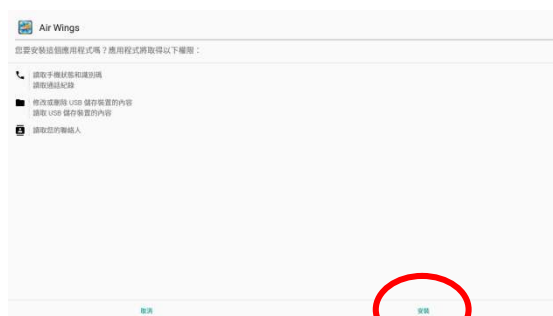 Air Wings
您要安裝這個應用程式嗎？應用程式將取得以下權限：
讀取手機狀態和識別碼
讀取通話紀錄
修改或刪除 USB 儲存裝置的內容
讀取 USB 儲存裝置的內容
讀取您的聯絡人
取消
安裝